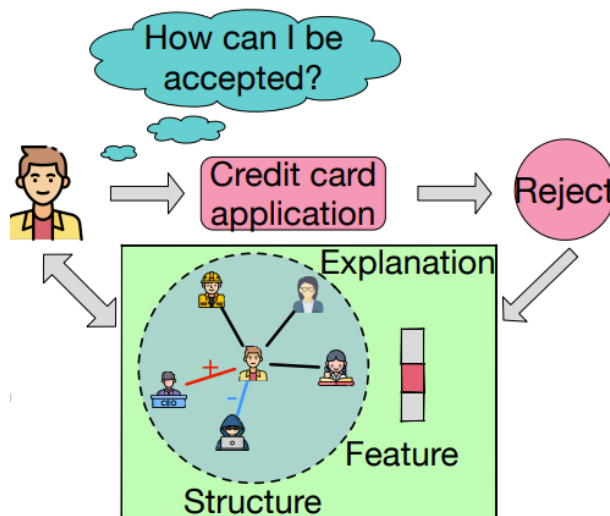 How can I be
accepted?
Credit card
application
Reject
Explanation
+
CEO
-
Feature
Structure